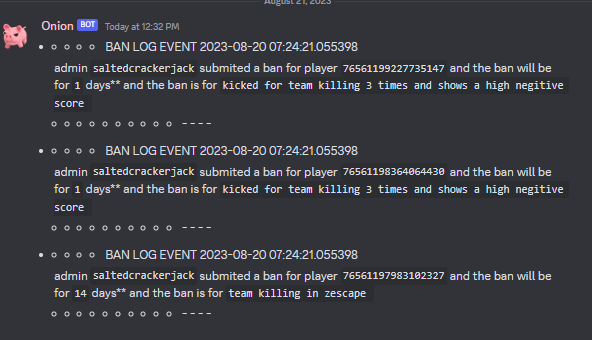 August 21, 2023
Onion BOT Today at 12:32 PM
• ○ ○ ○ ○ BAN LOG EVENT 2023-08-20 07:24:21.055398
admin saltedcrackerjack submited a ban for player 76561199227735147 and the ban will be
for 1 days** and the ban is for kicked for team killing 3 times and shows a high negitive
score
○ ○ ○ ○ ○ ○ ○ ○ ○ ○ ----
• ○ ○ ○ ○ BAN LOG EVENT 2023-08-20 07:24:21.055398
admin saltedcrackerjack submited a ban for player 76561198364064430 and the ban will be
for 1 days** and the ban is for kicked for team killing 3 times and shows a high negitive
score
○ ○ ○ ○ ○ ○ ○ ○ ○ ○ ----
• ○ ○ ○ ○ BAN LOG EVENT 2023-08-20 07:24:21.055398
admin saltedcrackerjack submited a ban for player 76561197983102327 and the ban will be
for 14 days** and the ban is for team killing in zescape
○ ○ ○ ○ ○ ○ ○ ○ ○ ○ ----